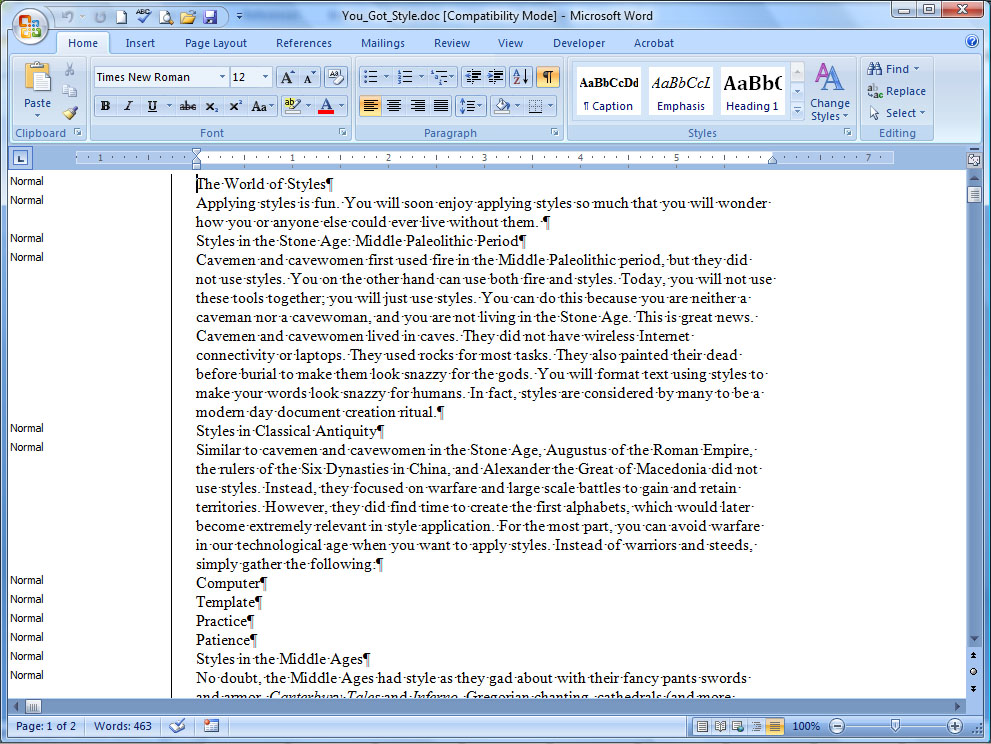 You_Got_Style.doc [Compatibility Mode] - Microsoft Word
Home Insert Page Layout References Mailings Review View Developer Acrobat
Paste
Clipboard
Times New Roman 12
B I U abc X₂ X² Aa
Font
Paragraph
AaBbCcDd AaBbCcL AaBbC
¶ Caption Emphasis Heading 1
Change Styles
Styles
Find
Replace
Select
Editing
1 1 2 3 4 5 7
Normal The World of Styles¶
Normal Applying styles is fun. You will soon enjoy applying styles so much that you will wonder
how you or anyone else could ever live without them. ¶
Normal Styles in the Stone Age: Middle Paleolithic Period¶
Normal Cavemen and cavewomen first used fire in the Middle Paleolithic period, but they did
not use styles. You on the other hand can use both fire and styles. Today, you will not use
these tools together; you will just use styles. You can do this because you are neither a
caveman nor a cavewoman, and you are not living in the Stone Age. This is great news.
Cavemen and cavewomen lived in caves. They did not have wireless Internet
connectivity or laptops. They used rocks for most tasks. They also painted their dead
before burial to make them look snazzy for the gods. You will format text using styles to
make your words look snazzy for humans. In fact, styles are considered by many to be a
modern day document creation ritual.¶
Normal Styles in Classical Antiquity¶
Normal Similar to cavemen and cavewomen in the Stone Age, Augustus of the Roman Empire,
the rulers of the Six Dynasties in China, and Alexander the Great of Macedonia did not
use styles. Instead, they focused on warfare and large scale battles to gain and retain
territories. However, they did find time to create the first alphabets, which would later
become extremely relevant in style application. For the most part, you can avoid warfare
in our technological age when you want to apply styles. Instead of warriors and steeds,
simply gather the following:¶
Normal Computer¶
Normal Template¶
Normal Practice¶
Normal Patience¶
Normal Styles in the Middle Ages¶
Normal No doubt, the Middle Ages had style as they gad about with their fancy pants swords
and armor. Canterbury Tales and Inferno, Gregorian chanting, cathedrals (and more
Page: 1 of 2 Words: 463 100%